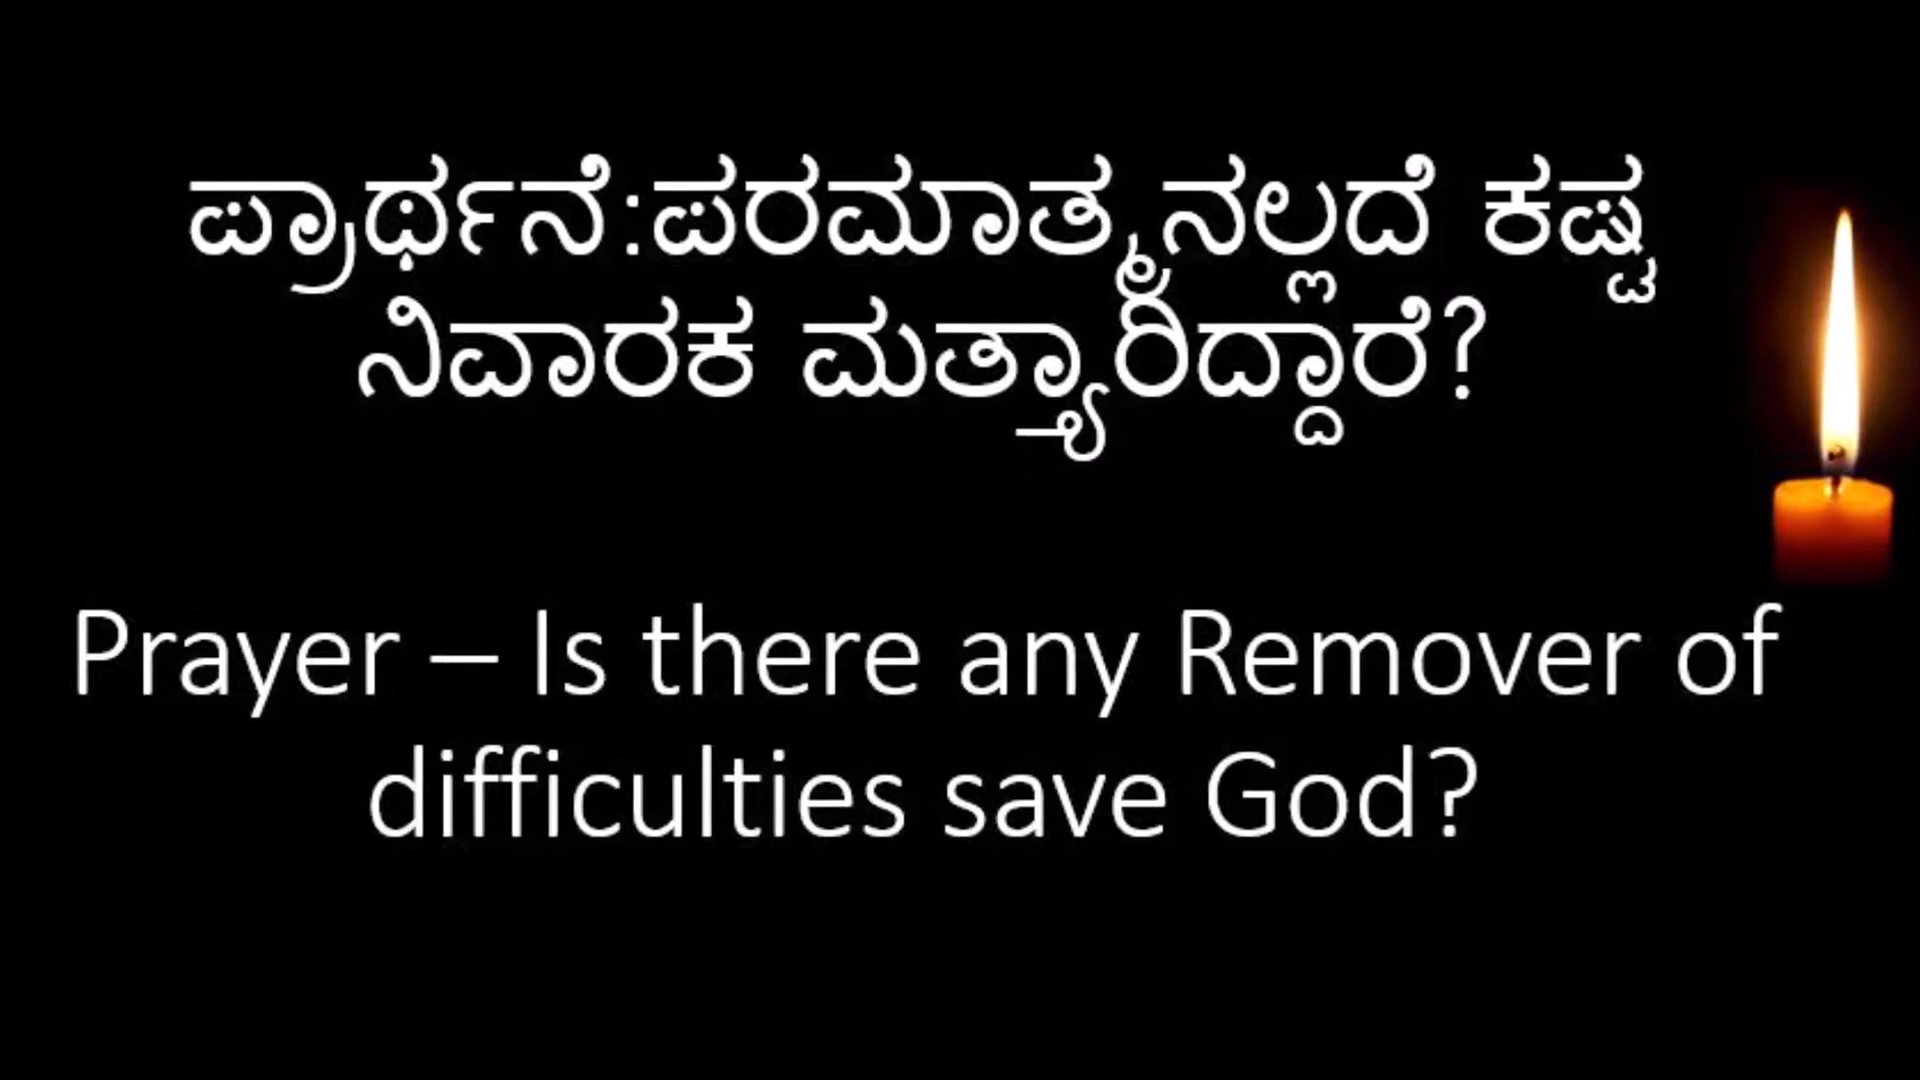 ಪ್ರಾರ್ಥನೆ:ಪರಮಾತ್ಮನಲ್ಲದೆ ಕಷ್ಟ
ನಿವಾರಕ ಮತ್ತ್ಯಾರಿದ್ದಾರೆ?
Prayer – Is there any Remover of
difficulties save God?